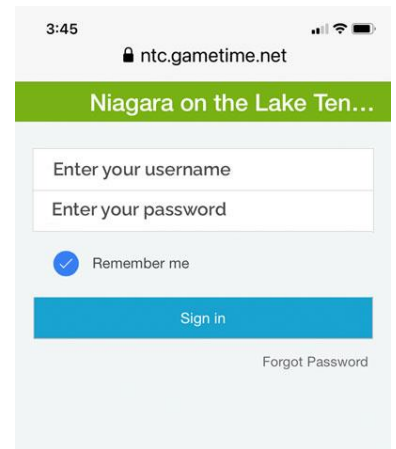 3:45
ntc.gametime.net
Niagara on the Lake Ten...
Enter your username
Enter your password
Remember me
Sign in
Forgot Password